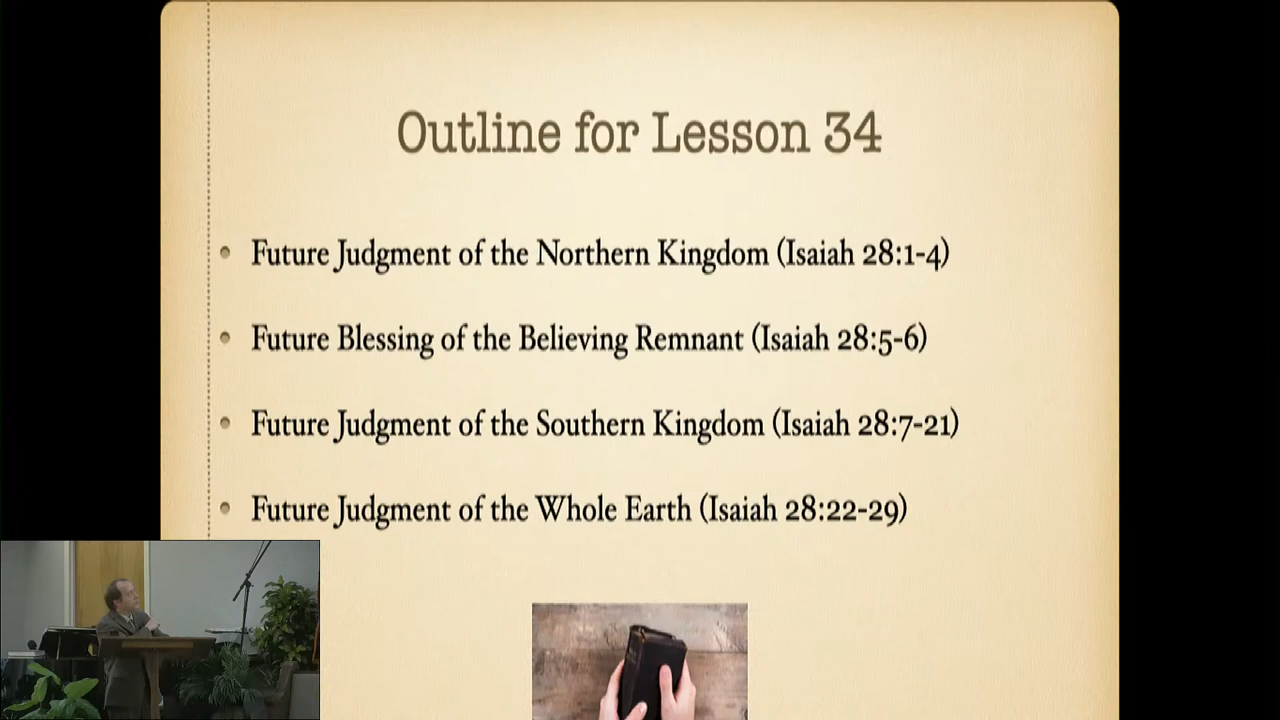 Outline for Lesson 34
• Future Judgment of the Northern Kingdom (Isaiah 28:1-4)
• Future Blessing of the Believing Remnant (Isaiah 28:5-6)
• Future Judgment of the Southern Kingdom (Isaiah 28:7-21)
• Future Judgment of the Whole Earth (Isaiah 28:22-29)